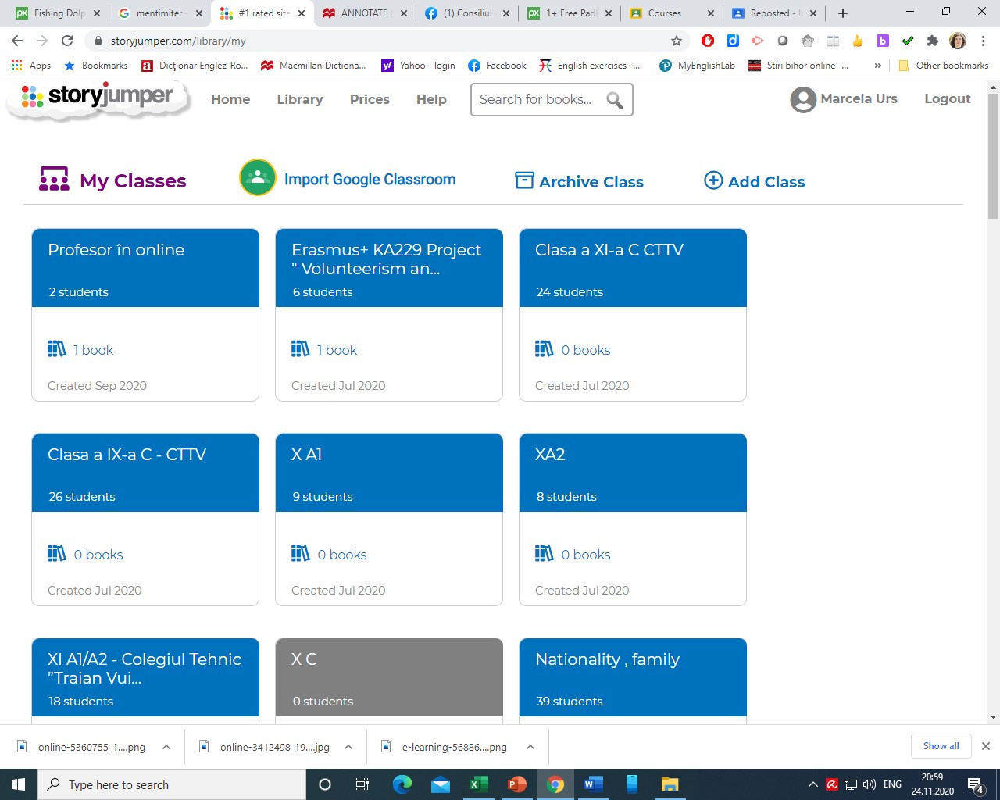 Fishing Dolp
mentimiter -
#1 rated site
ANNOTATE
(1) Consiliul
1+ Free Padl
Courses
Reposted -
storyjumper.com/library/my
Apps
Bookmarks
Dicționar Englez-Ro...
Macmillan Dictiona...
Yahoo - login
Facebook
English exercises -...
MyEnglishLab
Stiri bihor online -...
»
Other bookmarks
storyjumper
Home
Library
Prices
Help
Search for books...
Marcela Urs
Logout
My Classes
Import Google Classroom
Archive Class
Add Class
Profesor în online
2 students
1 book
Created Sep 2020
Erasmus+ KA229 Project
" Volunteerism an...
6 students
1 book
Created Jul 2020
Clasa a XI-a C CTTV
24 students
0 books
Created Jul 2020
Clasa a IX-a C - CTTV
26 students
0 books
Created Jul 2020
X A1
9 students
0 books
Created Jul 2020
XA2
8 students
0 books
Created Jul 2020
XI A1/A2 - Colegiul Tehnic
”Traian Vui...
18 students
X C
0 students
Nationality , family
39 students
online-5360755_1....png
online-3412498_19....jpg
e-learning-56886....png
Show all
Type here to search
ENG
20:59
24.11.2020
4